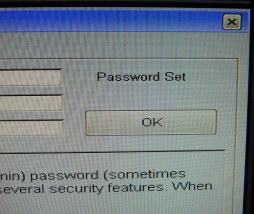 Password Set
OK
min) password (sometimes
several security features. When